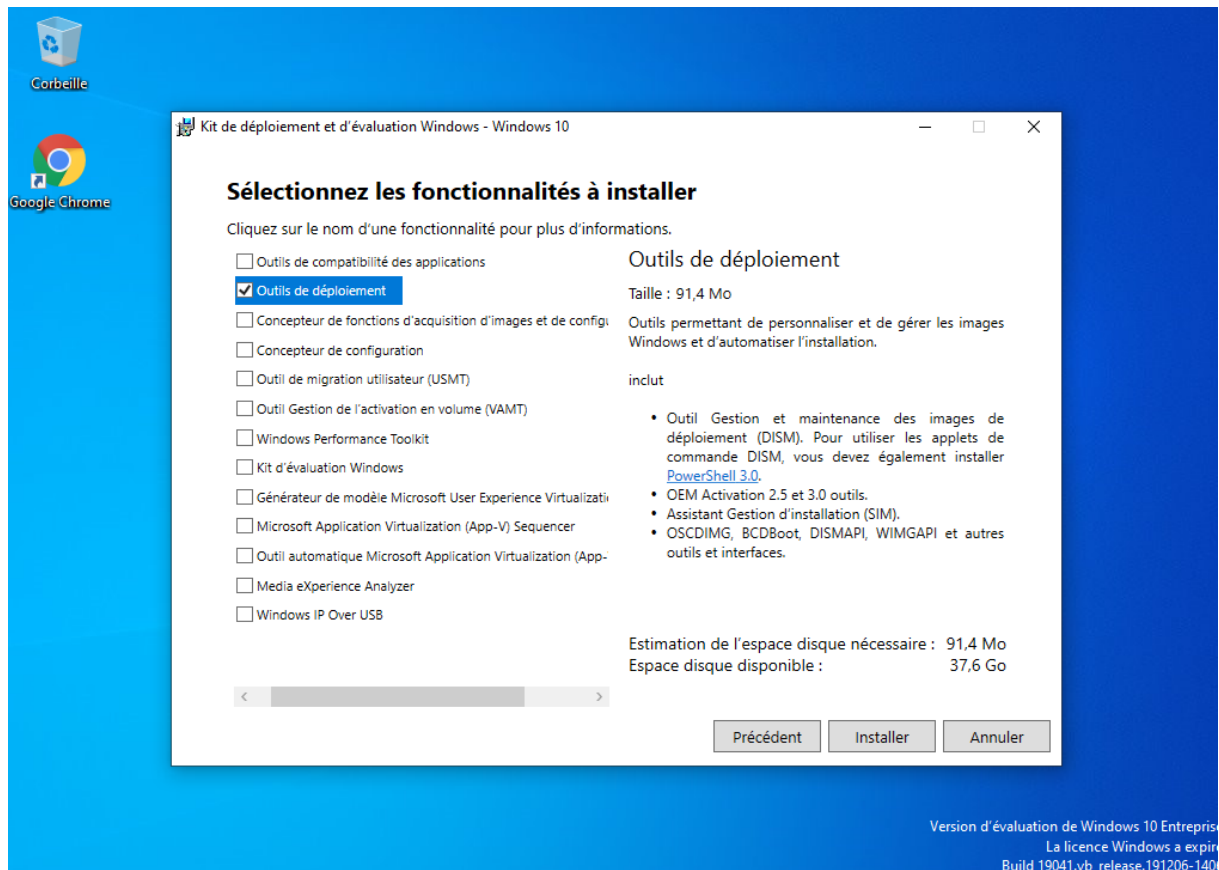 Corbeille
Google Chrome
Kit de déploiement et d'évaluation Windows - Windows 10
Sélectionnez les fonctionnalités à installer
Cliquez sur le nom d'une fonctionnalité pour plus d'informations.
Outils de compatibilité des applications
Outils de déploiement
Concepteur de fonctions d'acquisition d'images et de configu
Concepteur de configuration
Outil de migration utilisateur (USMT)
Outil Gestion de l'activation en volume (VAMT)
Windows Performance Toolkit
Kit d'évaluation Windows
Générateur de modèle Microsoft User Experience Virtualizati
Microsoft Application Virtualization (App-V) Sequencer
Outil automatique Microsoft Application Virtualization (App-
Media eXperience Analyzer
Windows IP Over USB
Outils de déploiement
Taille : 91,4 Mo
Outils permettant de personnaliser et de gérer les images
Windows et d'automatiser l'installation.
inclut
• Outil Gestion et maintenance des images de
déploiement (DISM). Pour utiliser les applets de
commande DISM, vous devez également installer
PowerShell 3.0.
• OEM Activation 2.5 et 3.0 outils.
• Assistant Gestion d'installation (SIM).
• OSCDIMG, BCDBoot, DISMAPI, WIMGAPI et autres
outils et interfaces.
Estimation de l'espace disque nécessaire : 91,4 Mo
Espace disque disponible : 37,6 Go
Précédent
Installer
Annuler
Version d'évaluation de Windows 10 Entreprise
La licence Windows a expiré
Build 19041.vb_release.191206-1406